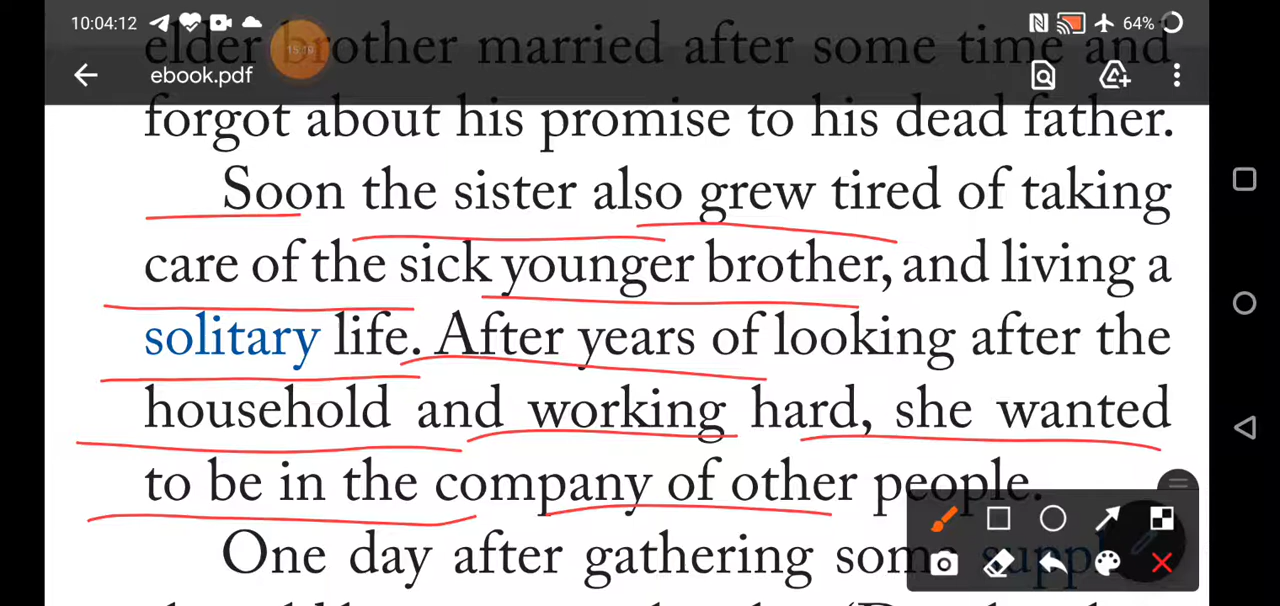 10:04:12
64%
elder brother married after some time and
15:19
ebook.pdf
forgot about his promise to his dead father.
Soon the sister also grew tired of taking
care of the sick younger brother, and living a
solitary life. After years of looking after the
household and working hard, she wanted
to be in the company of other people.
One day after gathering some